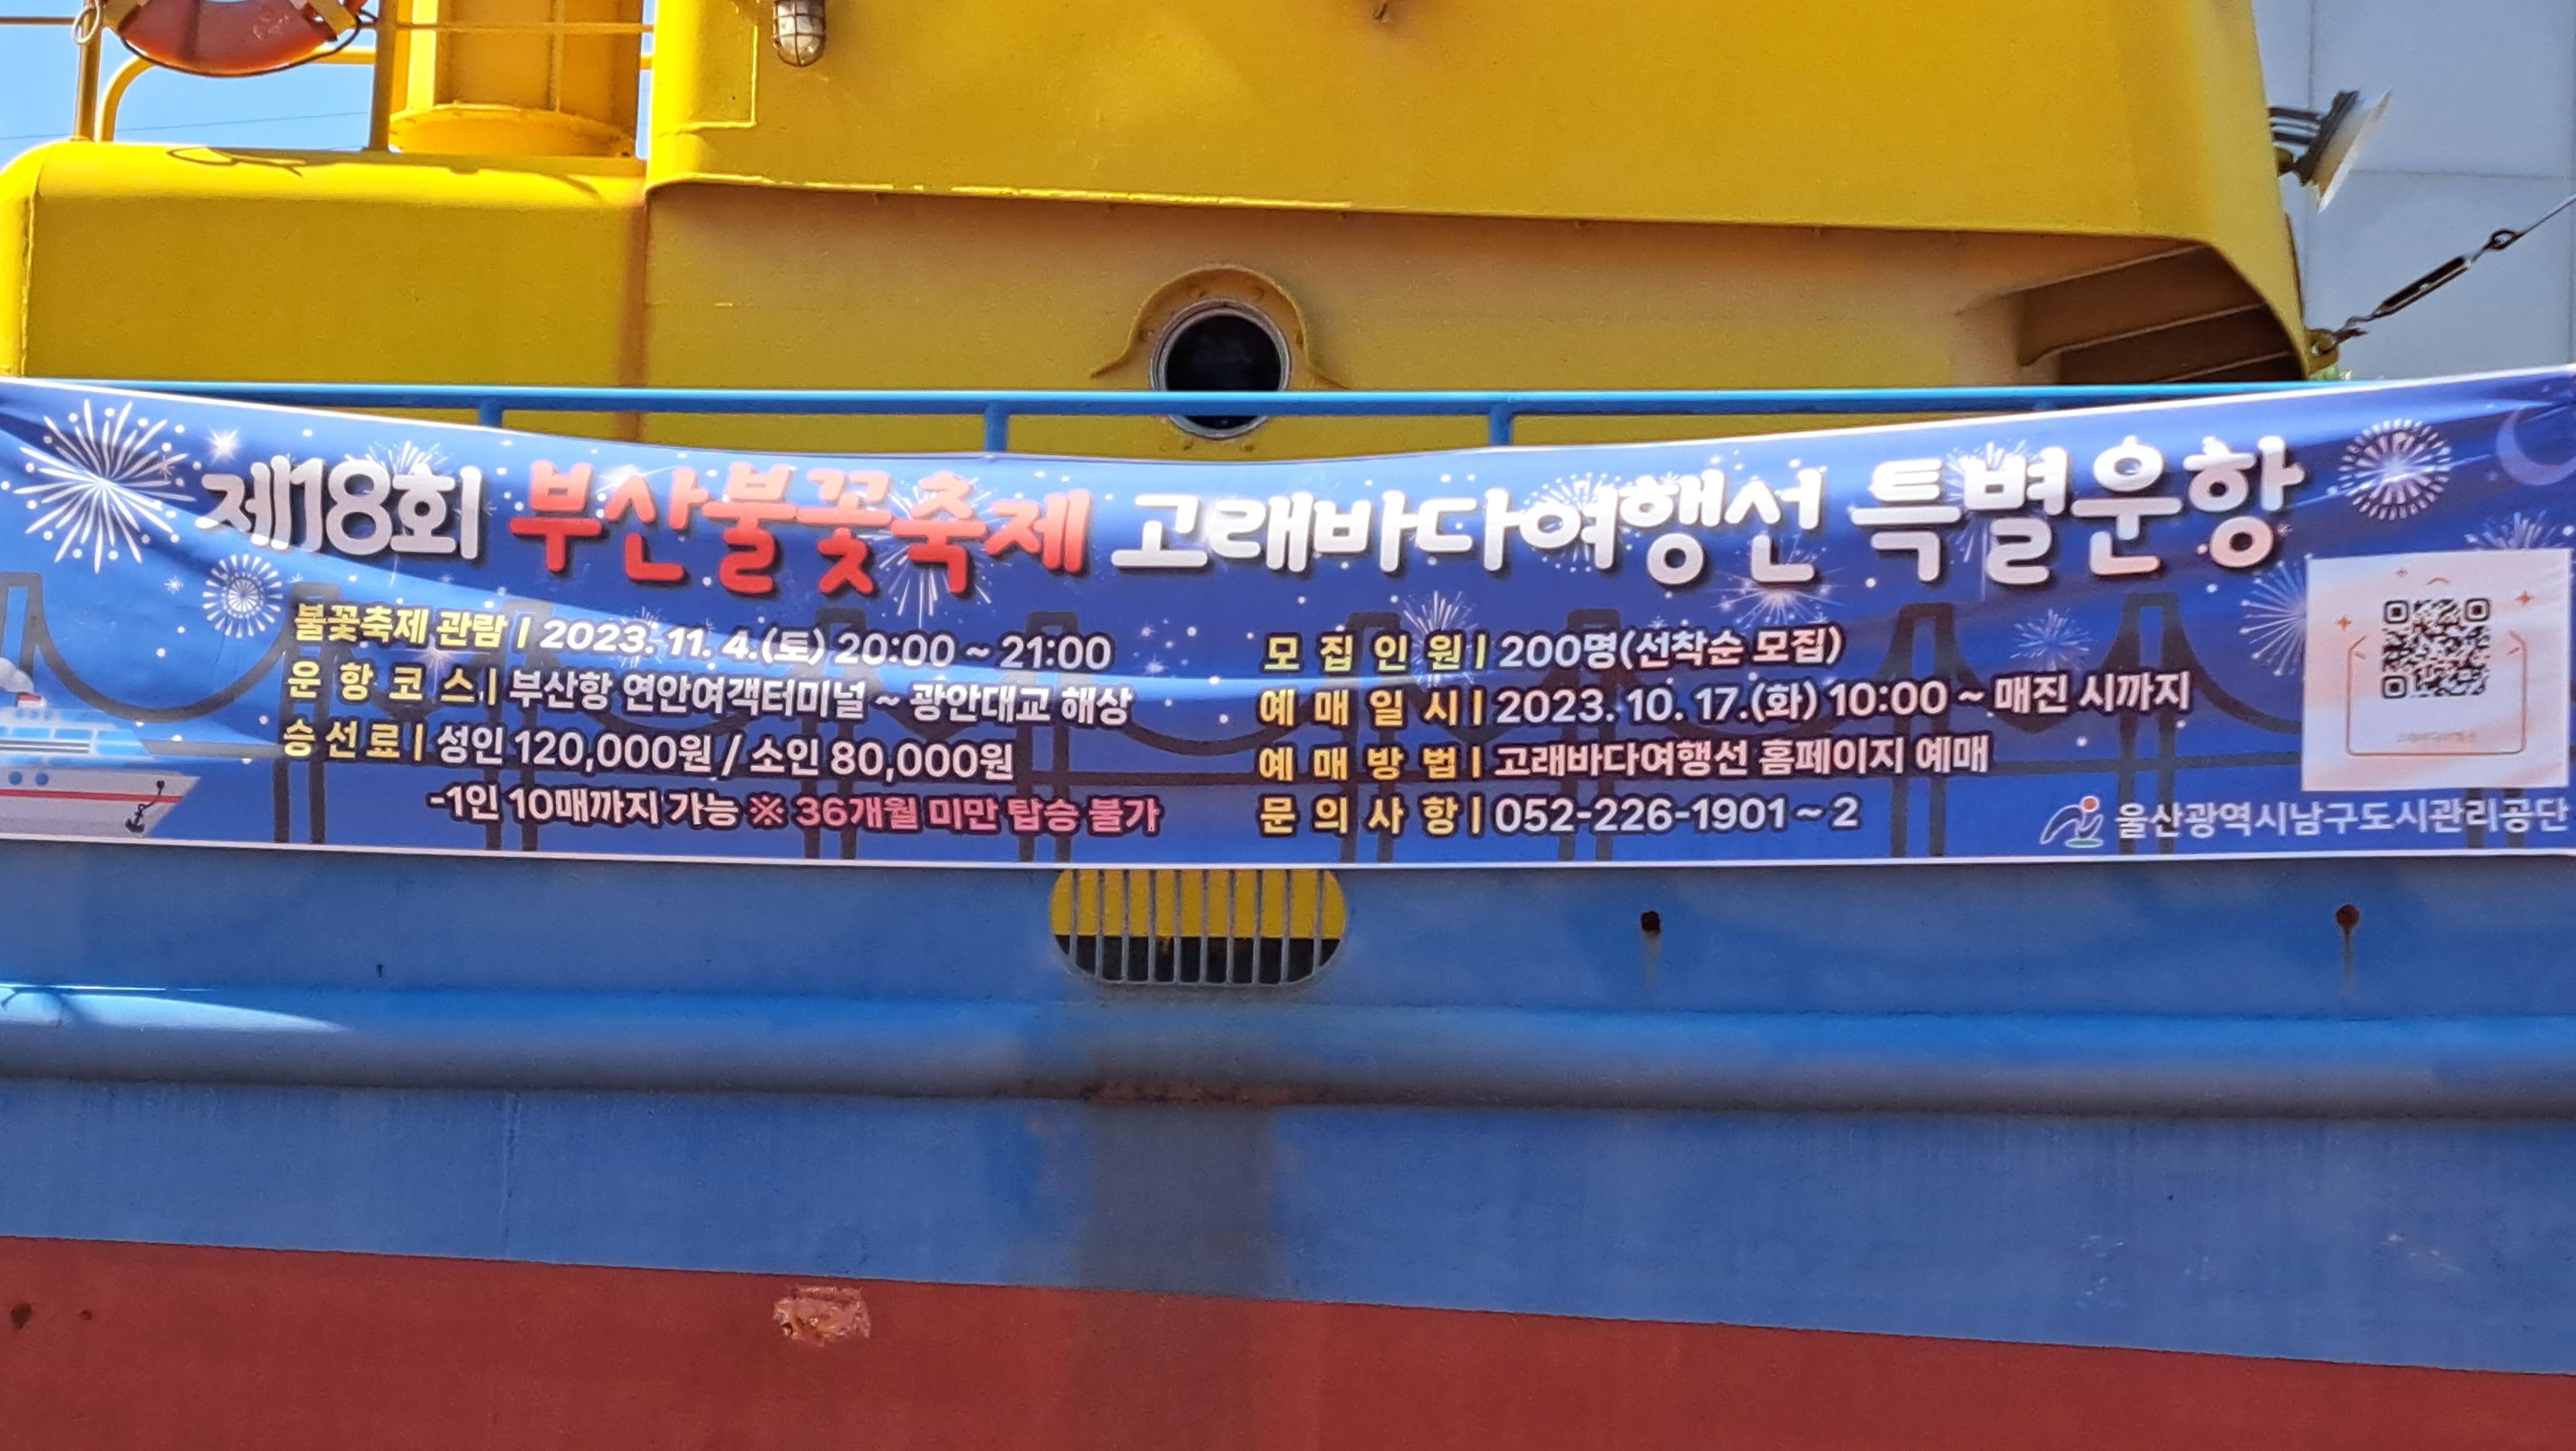 제18회 부산불꽃축제 고래바다여행선 특별운항
불꽃축제 관람 | 2023. 11. 4.(토) 20:00 ~ 21:00
운 항 코 스 | 부산항 연안여객터미널 ~ 광안대교 해상
승 선 료 | 성인 120,000원 / 소인 80,000원
-1인 10매까지 가능 ※ 36개월 미만 탑승 불가
모 집 인 원 | 200명(선착순 모집)
예 매 일 시 | 2023. 10. 17.(화) 10:00 ~ 매진 시까지
예 매 방 법 | 고래바다여행선 홈페이지 예매
문 의 사 항 | 052-226-1901 ~ 2
울산광역시남구도시관리공단